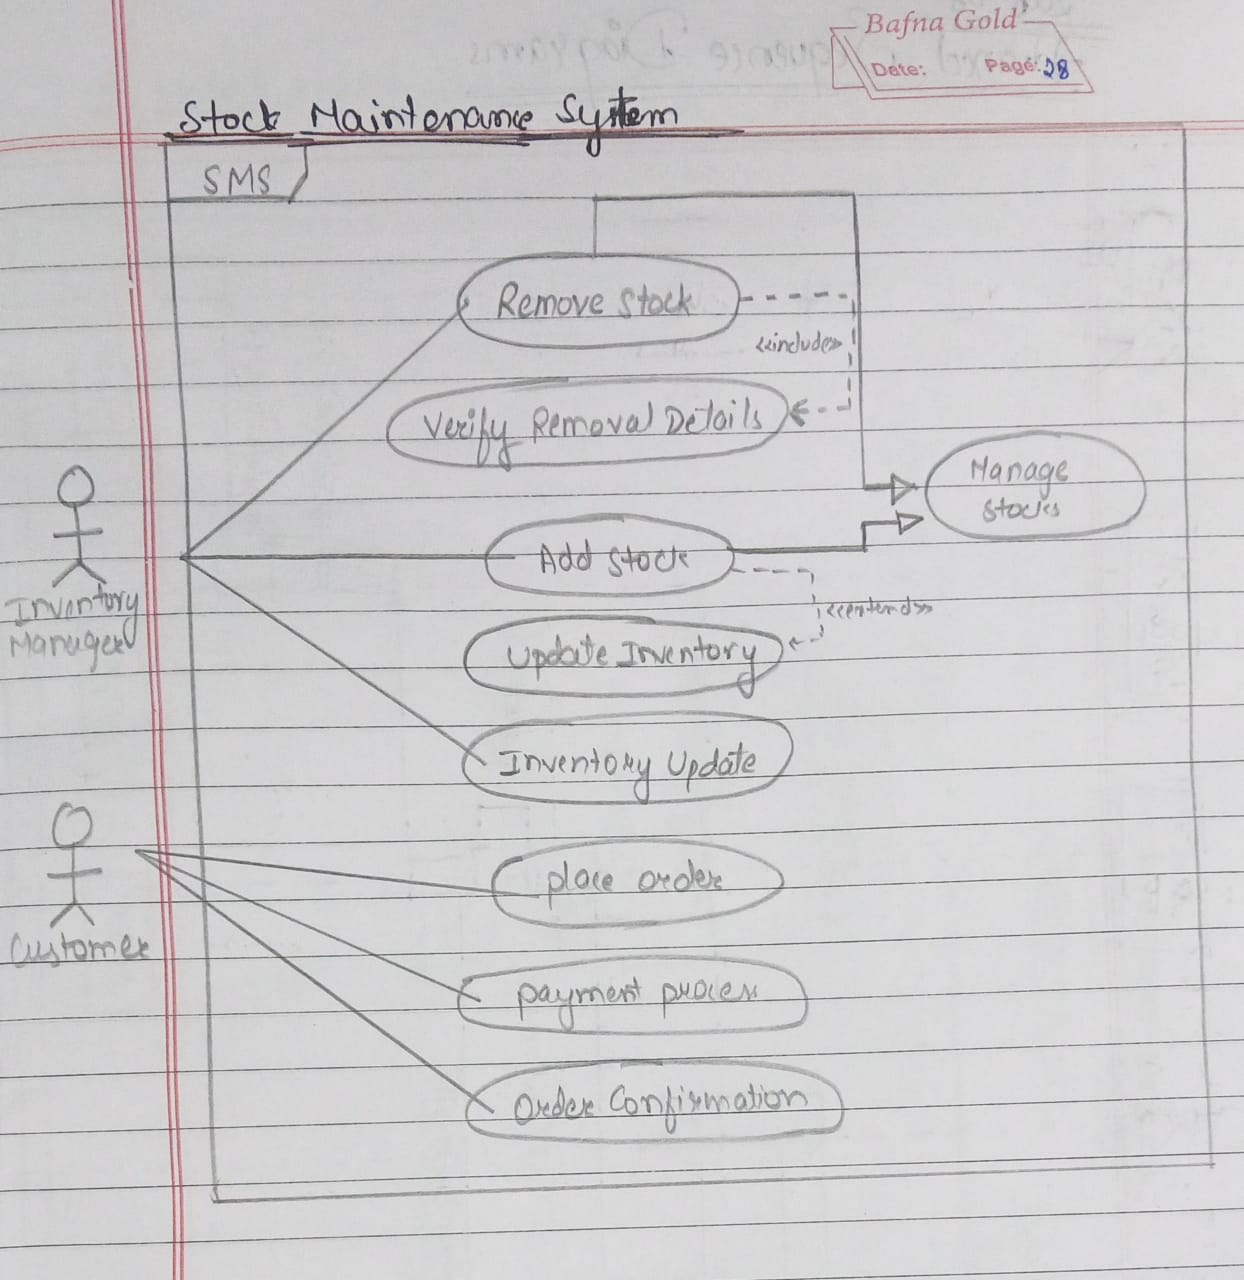 Bafna Gold
Date: Page: 28
Stock Maintenance System
SMS
Remove Stock
<<include>>
Verify Removal Details
Manage
Stocks
Add Stock
<<extend>>
Inventory
Manager
Update Inventory
Inventory Update
Place order
Customer
Payment process
Order Confirmation